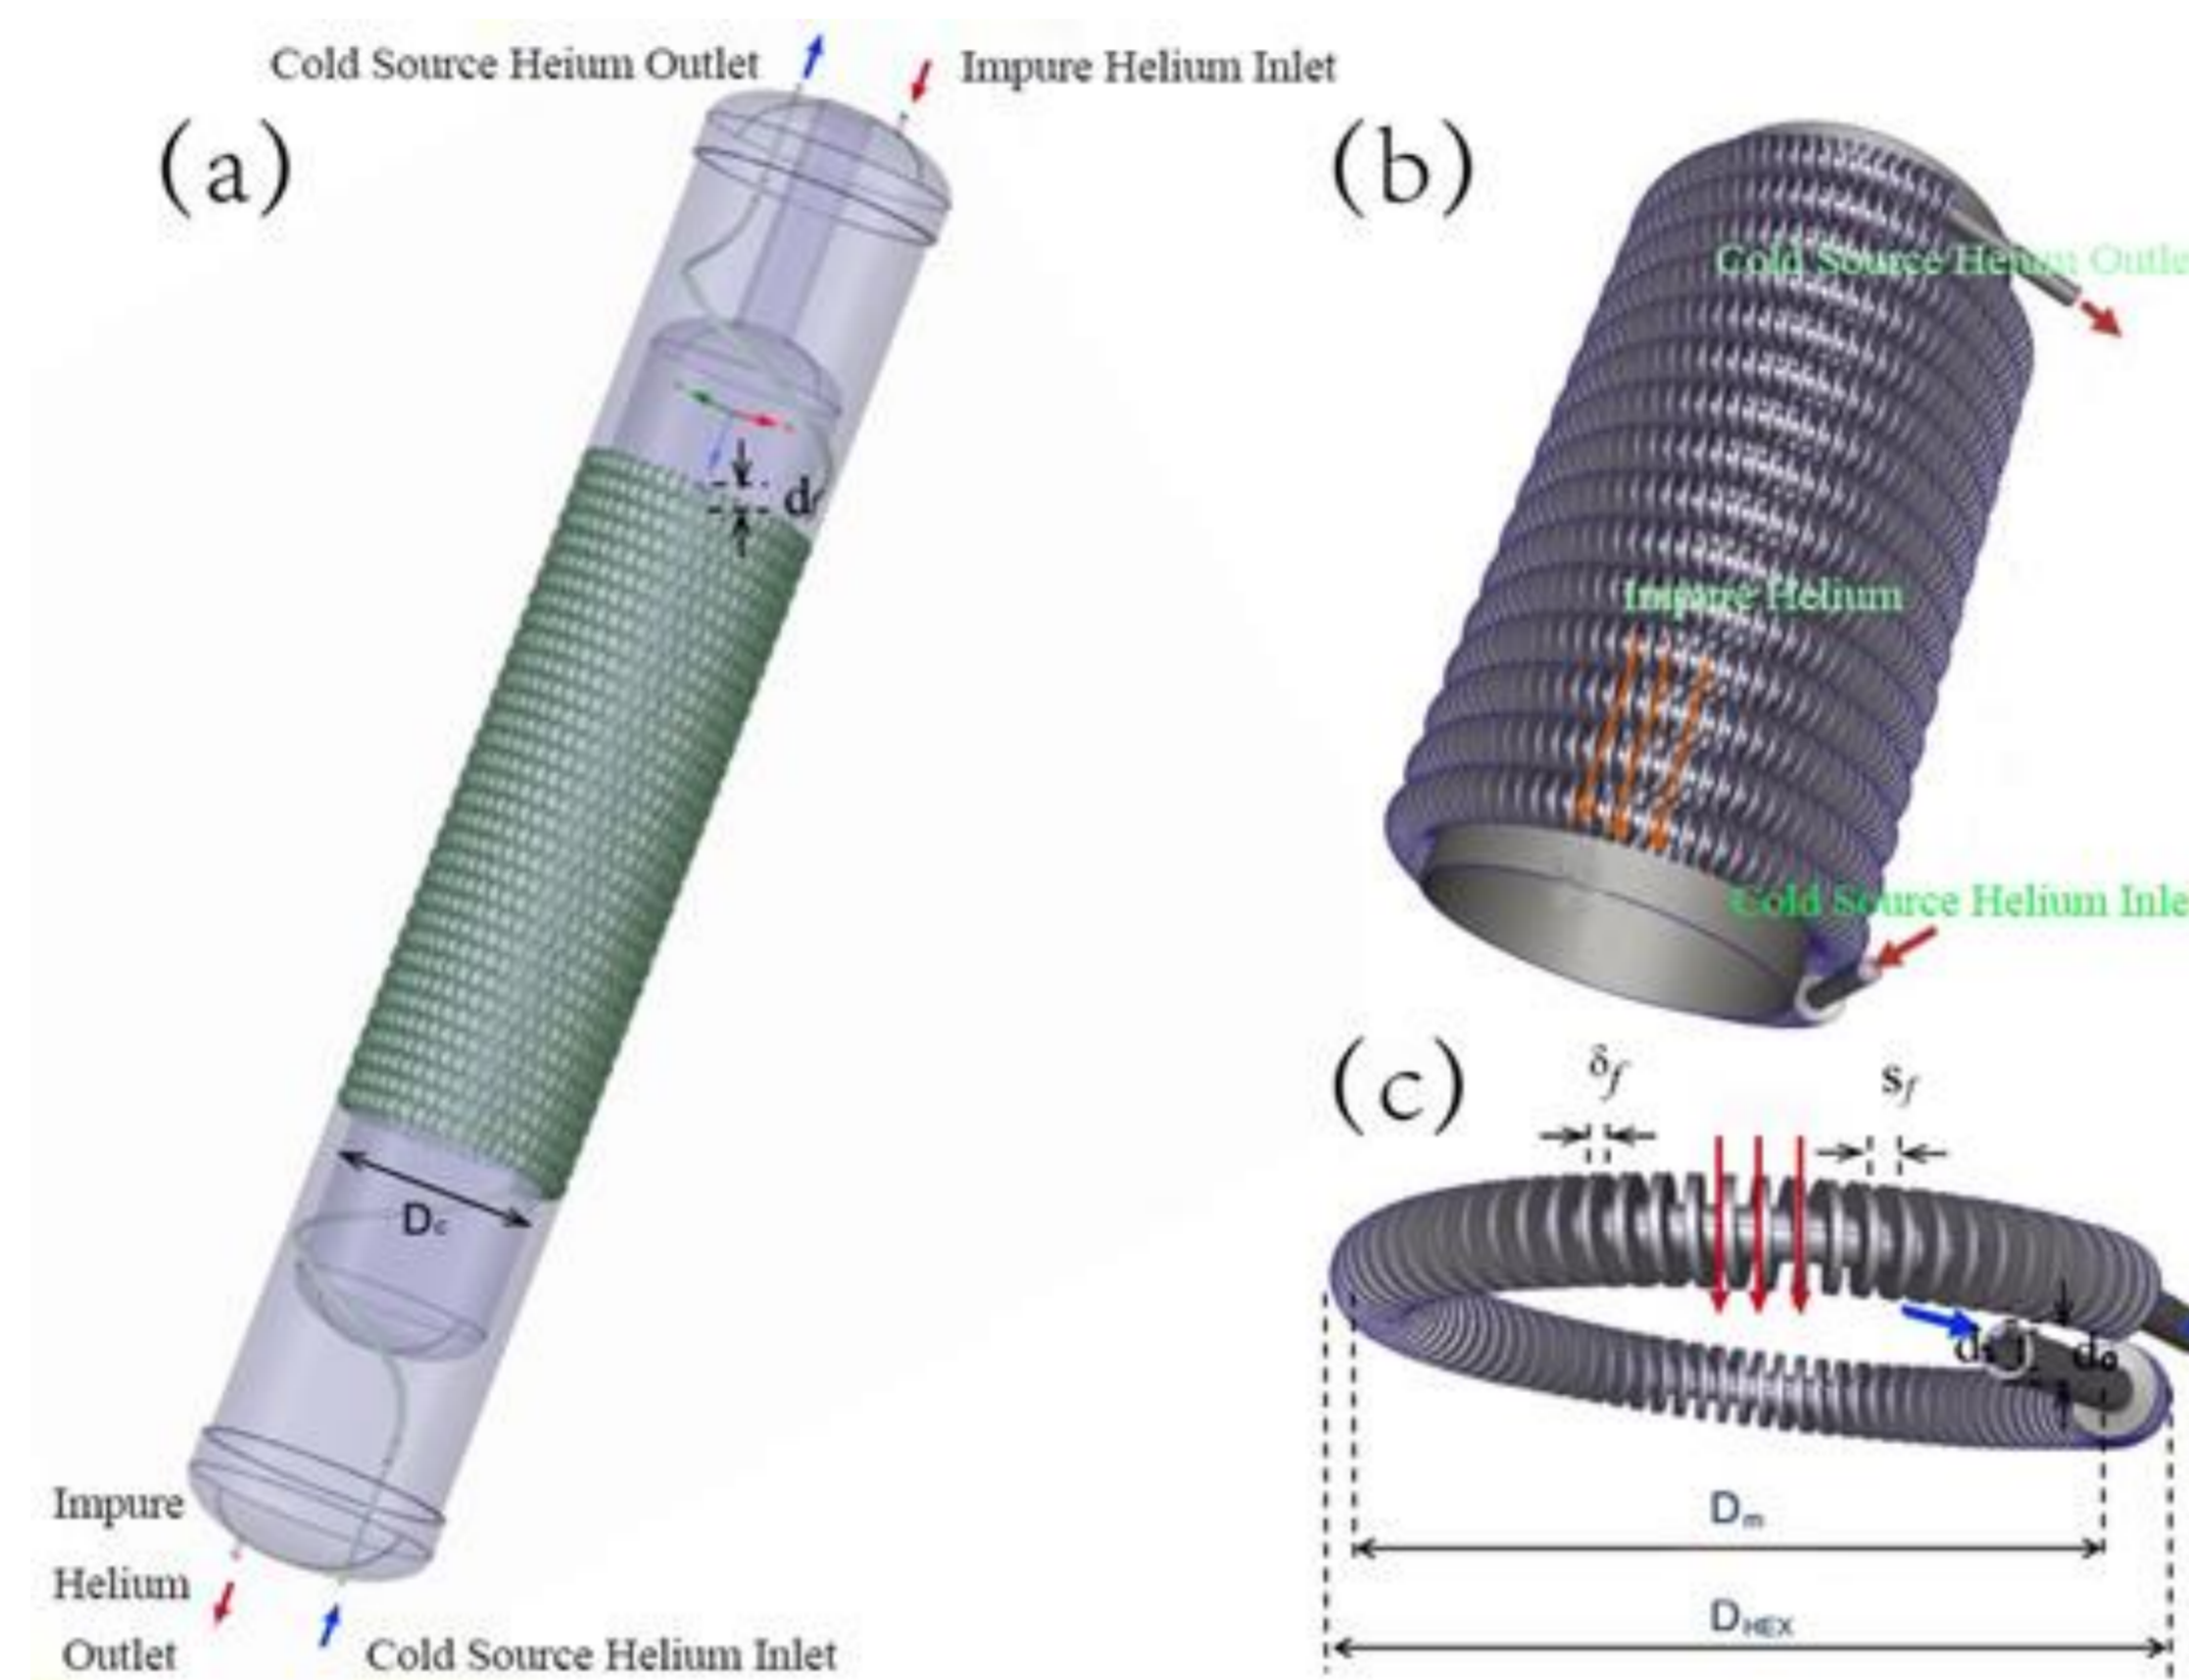 Cold Source Heium Outlet
Impure Helium Inlet
(a)
(b)
Cold Source Helium Outle
d
Impure Helium
Cold Source Helium Inle
(c)
δf
sf
Dc
do
Dm
DHEX
Impure
Helium
Outlet
Cold Source Helium Inlet